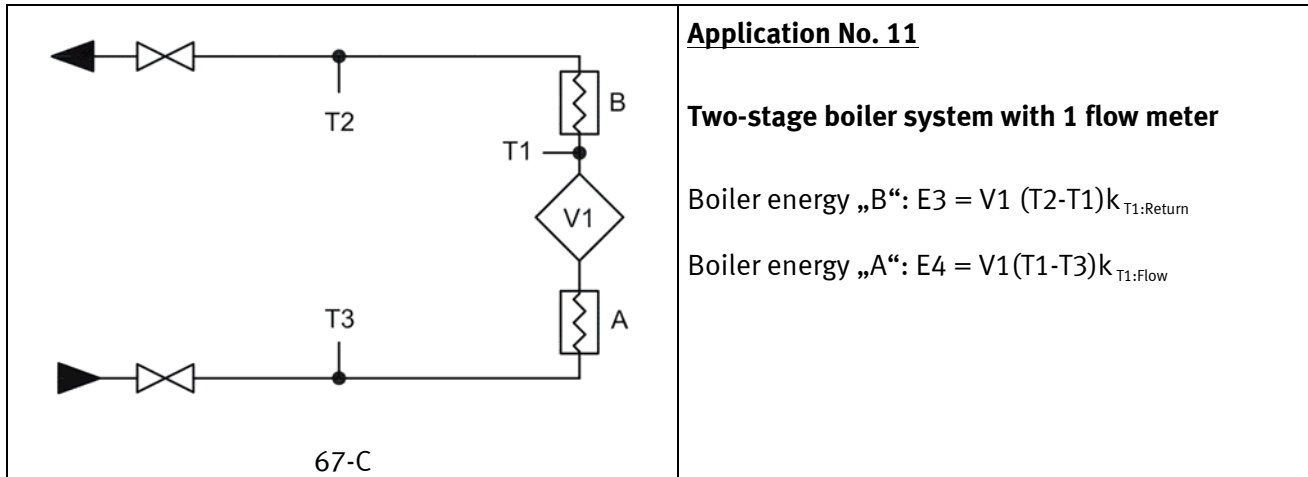 T2
B
T1
V1
T3
A
67-C
Application No. 11
Two-stage boiler system with 1 flow meter
Boiler energy „B“: E3 = V1 (T2-T1)k T1:Return
Boiler energy „A“: E4 = V1(T1-T3)k T1:Flow